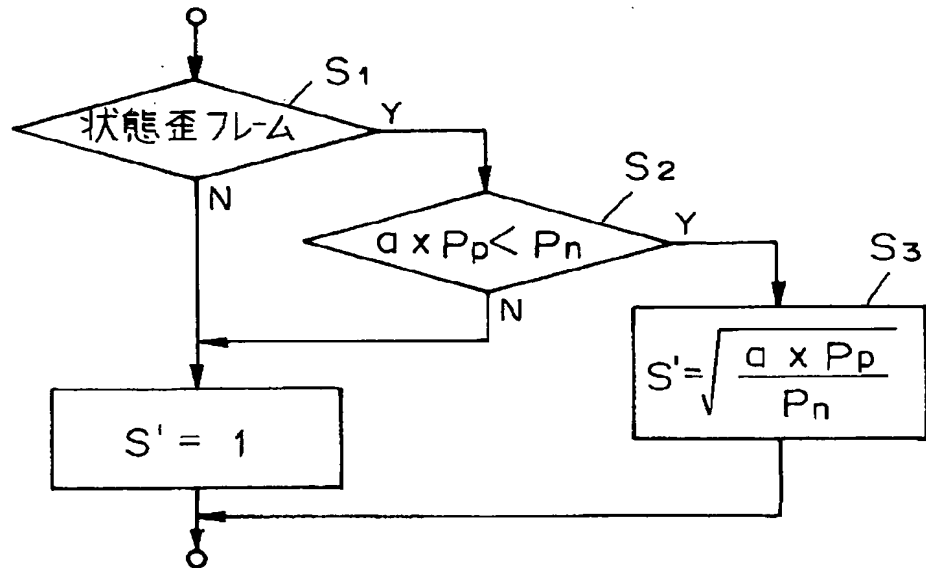 S1
状態歪フレーム
Y
N
S2
a x Pp < Pn
Y
N
S3
S' = √(a x Pp / Pn)
S' = 1